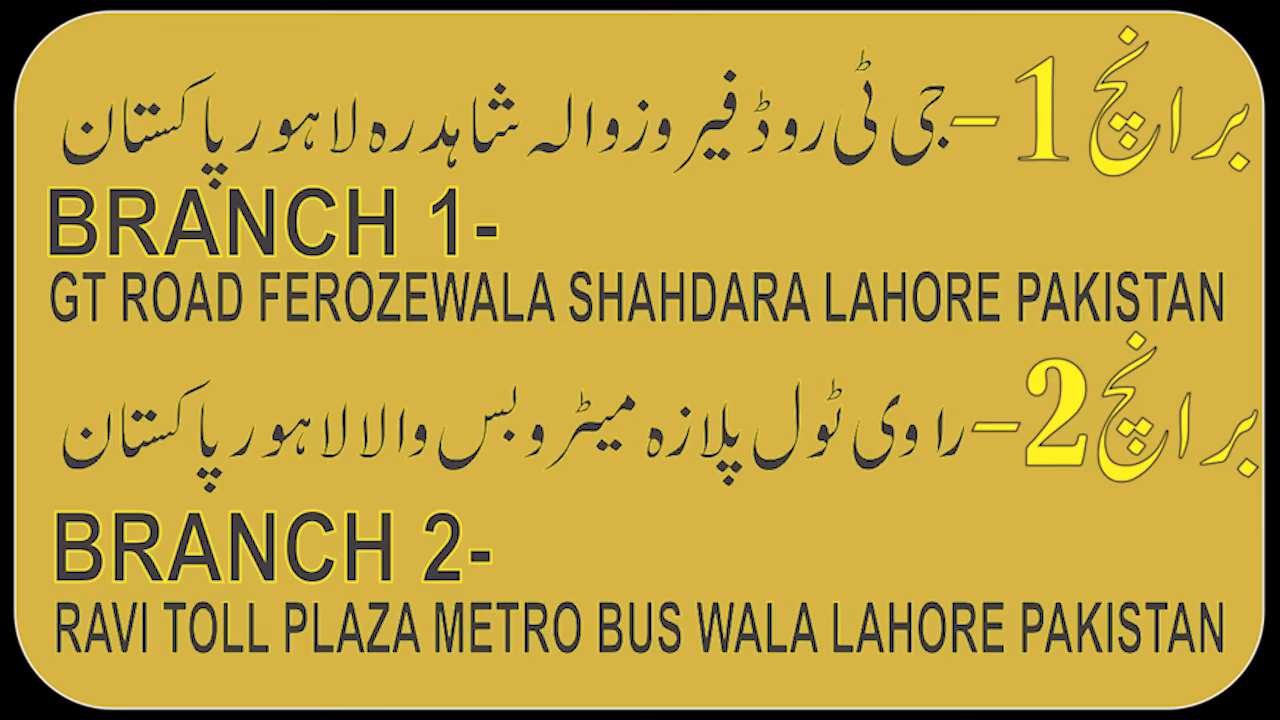 برانچ 1-جی ٹی روڈ فیروزوالہ شاہدرہ لاہور پاکستان
BRANCH 1-
GT ROAD FEROZEWALA SHAHDARA LAHORE PAKISTAN
برانچ 2-راوی ٹول پلازہ میٹرو بس والا لاہور پاکستان
BRANCH 2-
RAVI TOLL PLAZA METRO BUS WALA LAHORE PAKISTAN